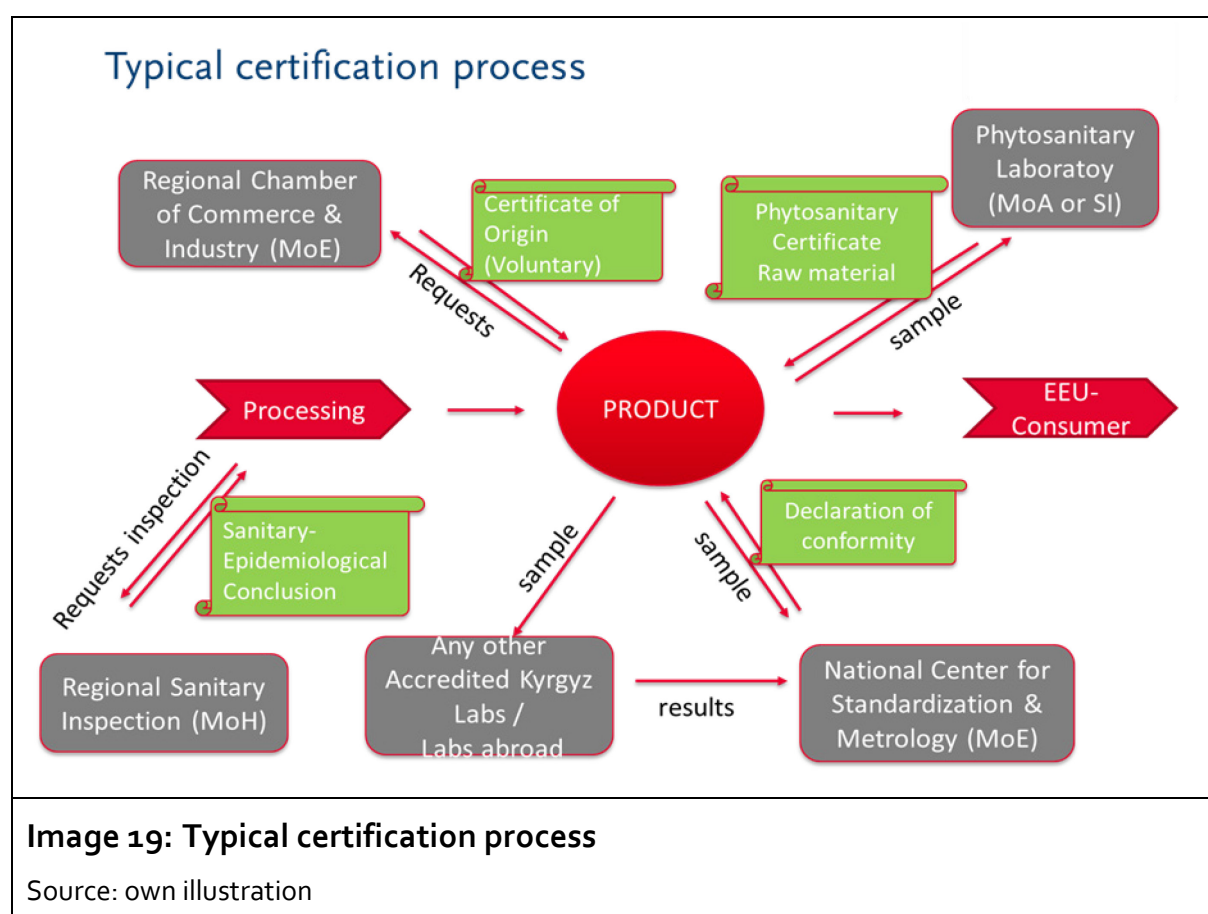 Typical certification process
Regional Chamber
of Commerce &
Industry (MoE)
Certificate of
Origin
(Voluntary)
Phytosanitary
Certificate
Raw material
Phytosanitary
Laboratoy
(MoA or SI)
Requests
sample
Processing
PRODUCT
EEU-
Consumer
Requests inspection
Sanitary-
Epidemiological
Conclusion
sample
sample
Declaration of
conformity
Regional Sanitary
Inspection (MoH)
Any other
Accredited Kyrgyz
Labs /
Labs abroad
results
National Center for
Standardization &
Metrology (MoE)
Image 19: Typical certification process
Source: own illustration